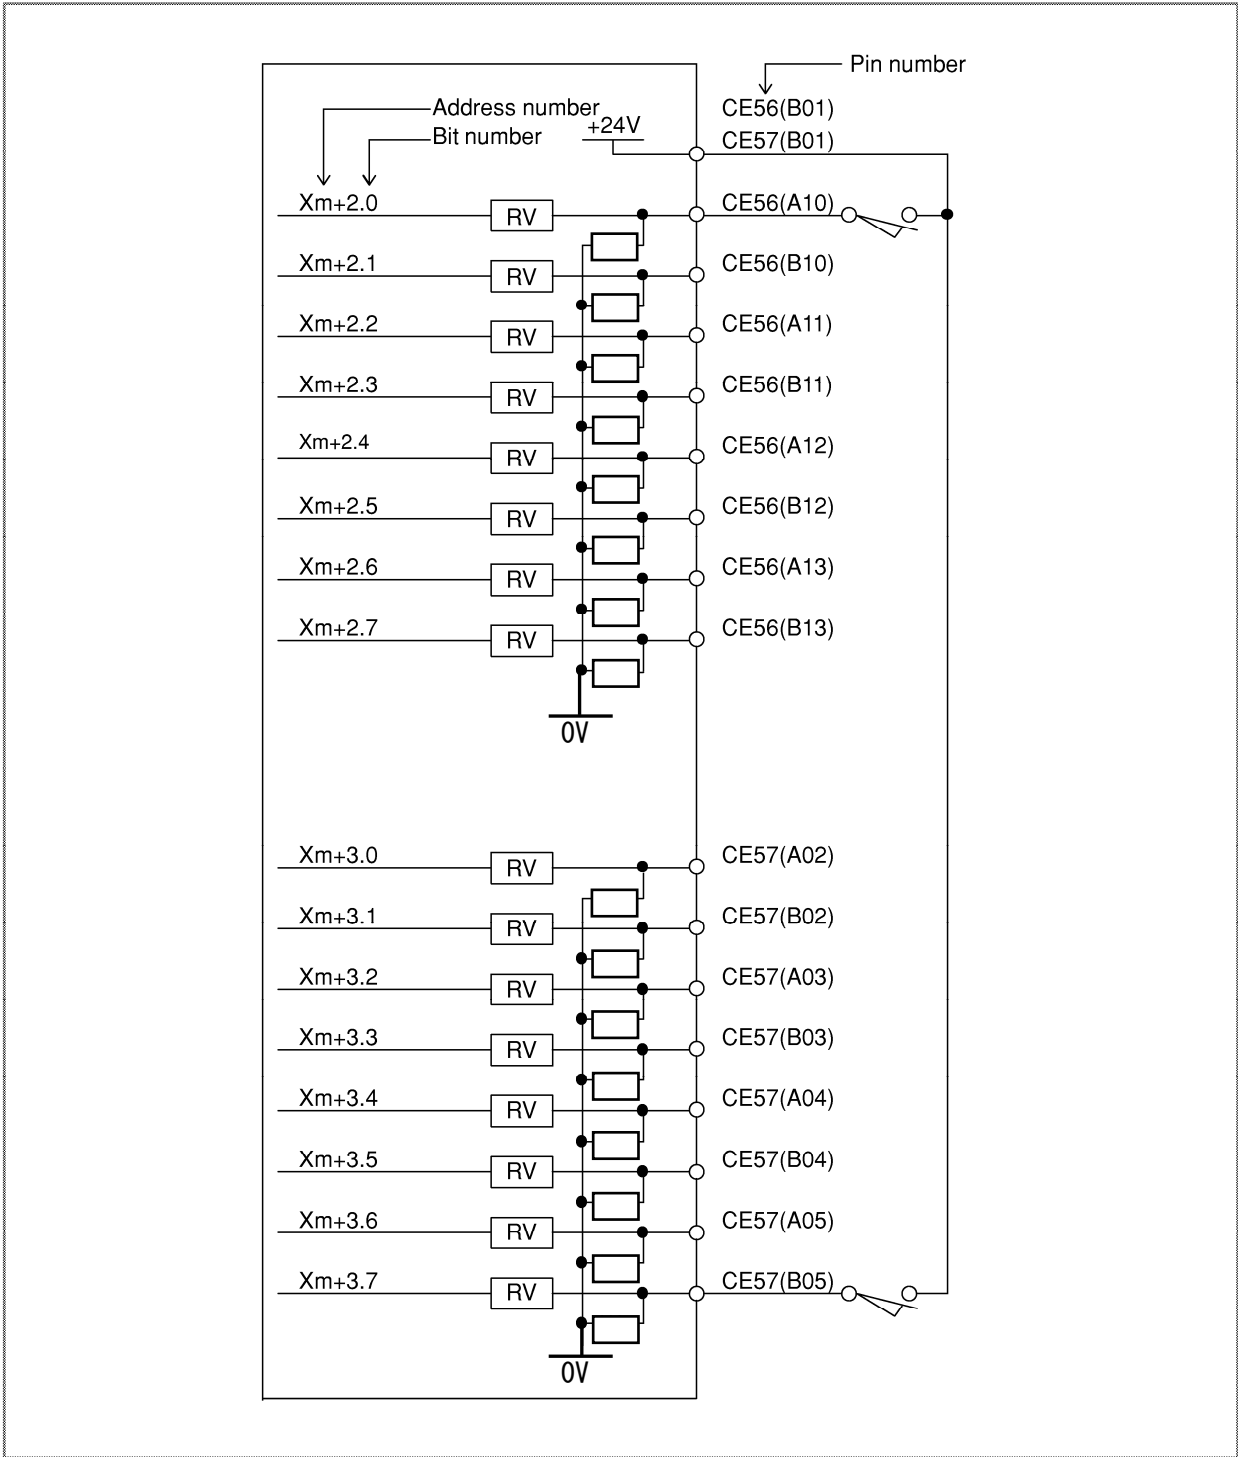 Pin number
Address number
CE56(B01)
Bit number
+24V
CE57(B01)
Xm+2.0 RV CE56(A10)
Xm+2.1 RV CE56(B10)
Xm+2.2 RV CE56(A11)
Xm+2.3 RV CE56(B11)
Xm+2.4 RV CE56(A12)
Xm+2.5 RV CE56(B12)
Xm+2.6 RV CE56(A13)
Xm+2.7 RV CE56(B13)
0V
Xm+3.0 RV CE57(A02)
Xm+3.1 RV CE57(B02)
Xm+3.2 RV CE57(A03)
Xm+3.3 RV CE57(B03)
Xm+3.4 RV CE57(A04)
Xm+3.5 RV CE57(B04)
Xm+3.6 RV CE57(A05)
Xm+3.7 RV CE57(B05)
0V